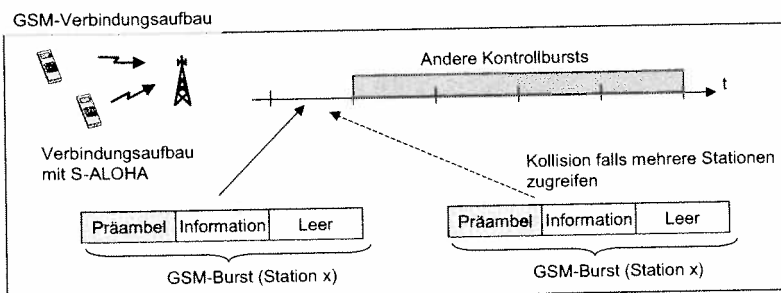 GSM-Verbindungsaufbau
Andere Kontrollbursts
t
Verbindungsaufbau
mit S-ALOHA
Kollision falls mehrere Stationen
zugreifen
Präambel Information Leer
Präambel Information Leer
GSM-Burst (Station x)
GSM-Burst (Station x)